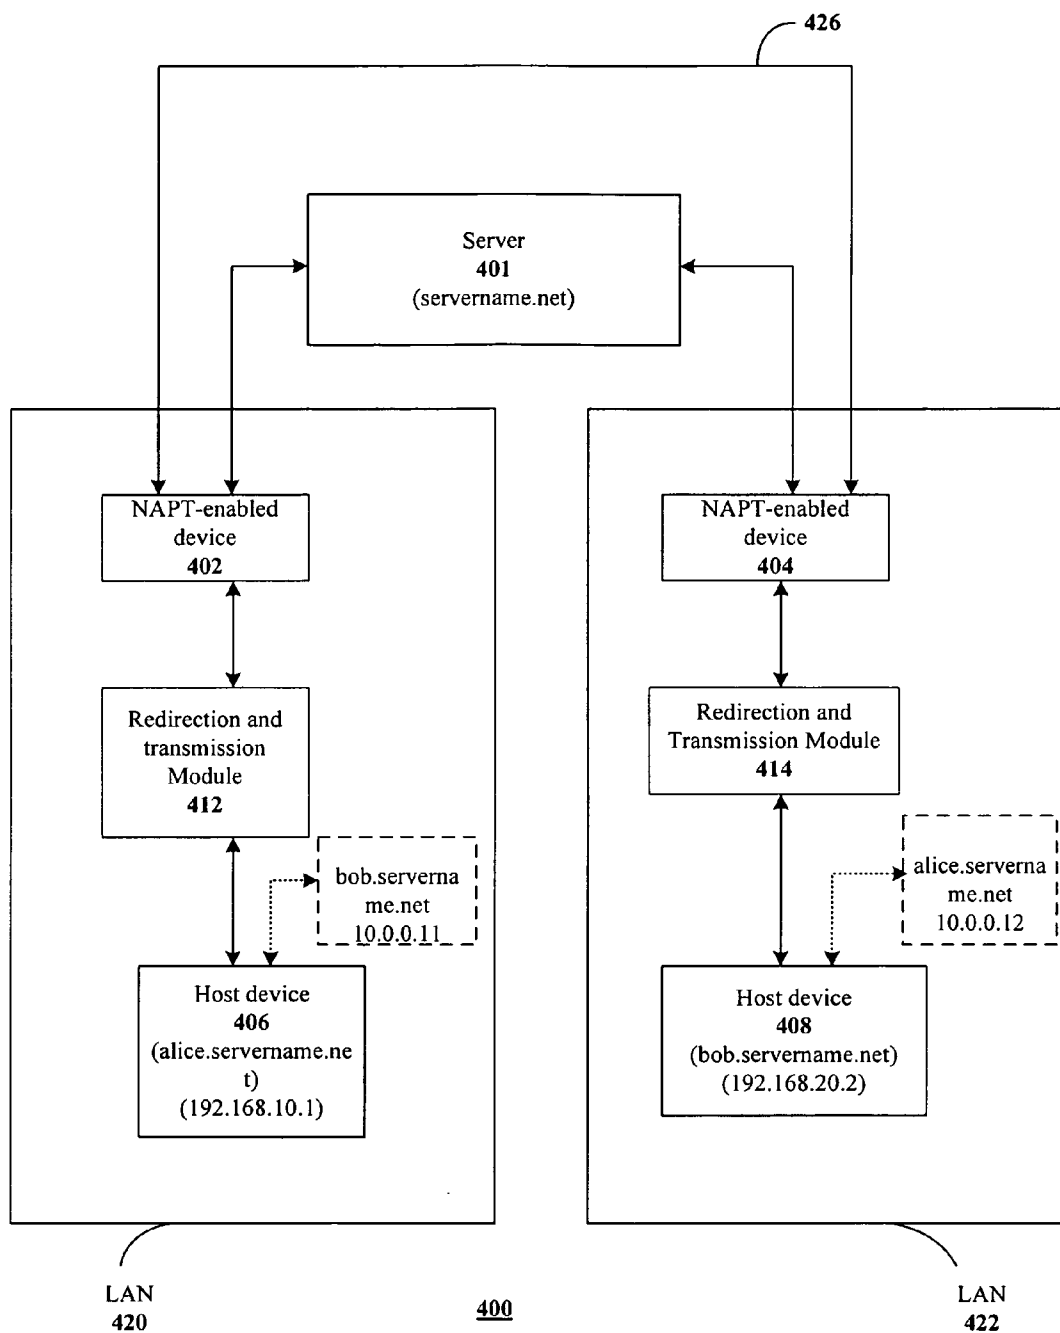 426
Server
401
(servername.net)
NAPT-enabled
device
402
NAPT-enabled
device
404
Redirection and
transmission
Module
412
Redirection and
Transmission Module
414
bob.serverna
me.net
10.0.0.11
alice.serverna
me.net
10.0.0.12
Host device
406
(alice.servername.ne
t)
(192.168.10.1)
Host device
408
(bob.servername.net)
(192.168.20.2)
LAN
420
400
LAN
422